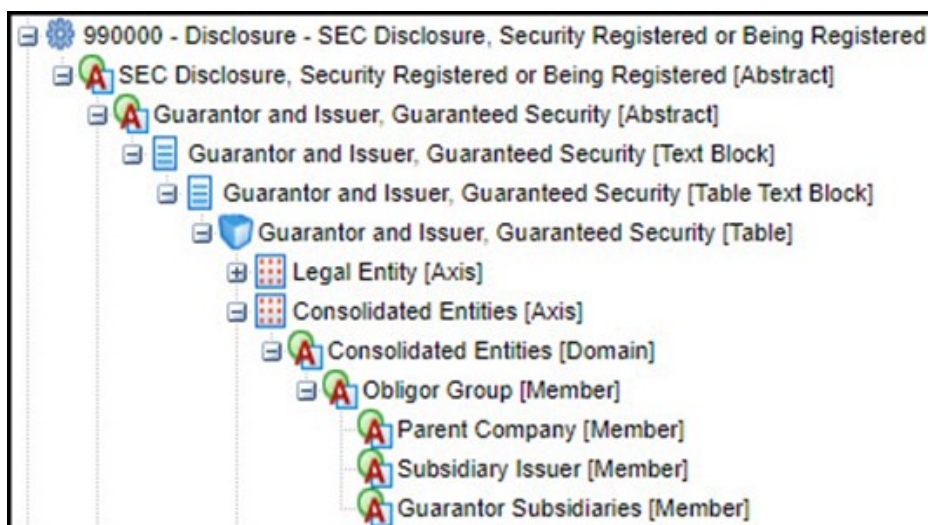 990000 - Disclosure - SEC Disclosure, Security Registered or Being Registered
SEC Disclosure, Security Registered or Being Registered [Abstract]
Guarantor and Issuer, Guaranteed Security [Abstract]
Guarantor and Issuer, Guaranteed Security [Text Block]
Guarantor and Issuer, Guaranteed Security [Table Text Block]
Guarantor and Issuer, Guaranteed Security [Table]
Legal Entity [Axis]
Consolidated Entities [Axis]
Consolidated Entities [Domain]
Obligor Group [Member]
Parent Company [Member]
Subsidiary Issuer [Member]
Guarantor Subsidiaries [Member]